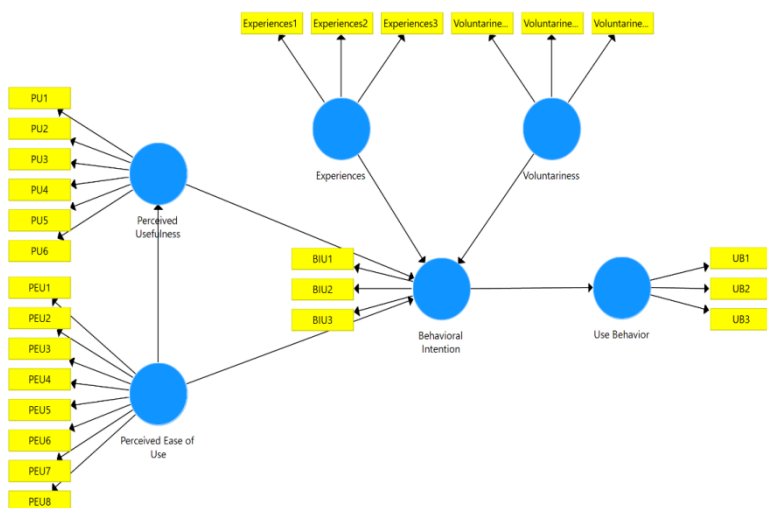 Experiences1
Experiences2
Experiences3
Voluntarine...
Voluntarine...
Voluntarine...
PU1
PU2
PU3
PU4
PU5
PU6
Experiences
Voluntariness
Perceived
Usefulness
PEU1
PEU2
PEU3
PEU4
PEU5
PEU6
PEU7
PEU8
Perceived Ease of
Use
BIU1
BIU2
BIU3
Behavioral
Intention
Use Behavior
UB1
UB2
UB3